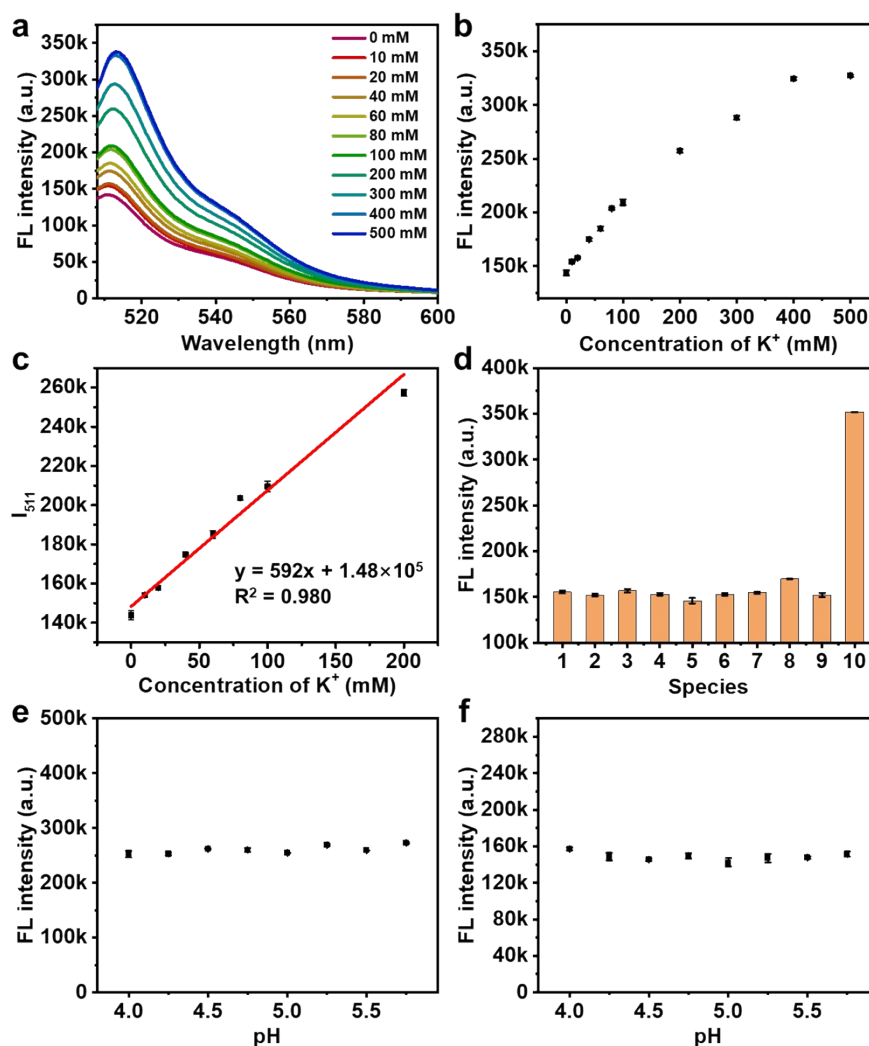 a
FL intensity (a.u.)
350k
300k
250k
200k
150k
100k
50k
0
520
540
560
580
600
Wavelength (nm)
0 mM
10 mM
20 mM
40 mM
60 mM
80 mM
100 mM
200 mM
300 mM
400 mM
500 mM
b
FL intensity (a.u.)
350k
300k
250k
200k
150k
0
100
200
300
400
500
Concentration of K⁺ (mM)
c
I₅₁₁
260k
240k
220k
200k
180k
160k
140k
y = 592x + 1.48×10⁵
R² = 0.980
0
50
100
150
200
Concentration of K⁺ (mM)
d
FL intensity (a.u.)
400k
350k
300k
250k
200k
150k
100k
1 2 3 4 5 6 7 8 9 10
Species
e
FL intensity (a.u.)
500k
400k
300k
200k
100k
0
4.0
4.5
5.0
5.5
pH
f
FL intensity (a.u.)
280k
240k
200k
160k
120k
80k
40k
0
4.0
4.5
5.0
5.5
pH